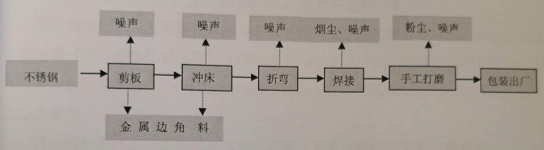 噪声 噪声 噪声 烟尘、噪声 粉尘、噪声
不锈钢 剪板 冲床 折弯 焊接 手工打磨 包装出厂
金属边角 料